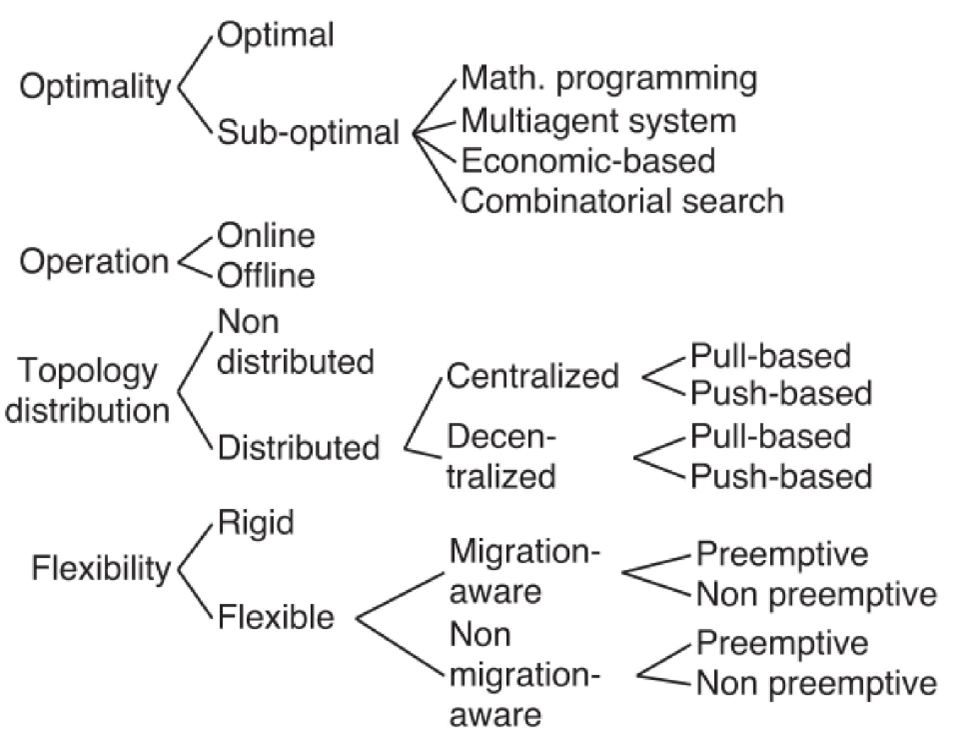 Optimality
Optimal
Sub-optimal
Math. programming
Multiagent system
Economic-based
Combinatorial search
Operation
Online
Offline
Topology
distribution
Non
distributed
Distributed
Centralized
Pull-based
Push-based
Decen-
tralized
Pull-based
Push-based
Flexibility
Rigid
Flexible
Migration-
aware
Preemptive
Non preemptive
Non
migration-
aware
Preemptive
Non preemptive